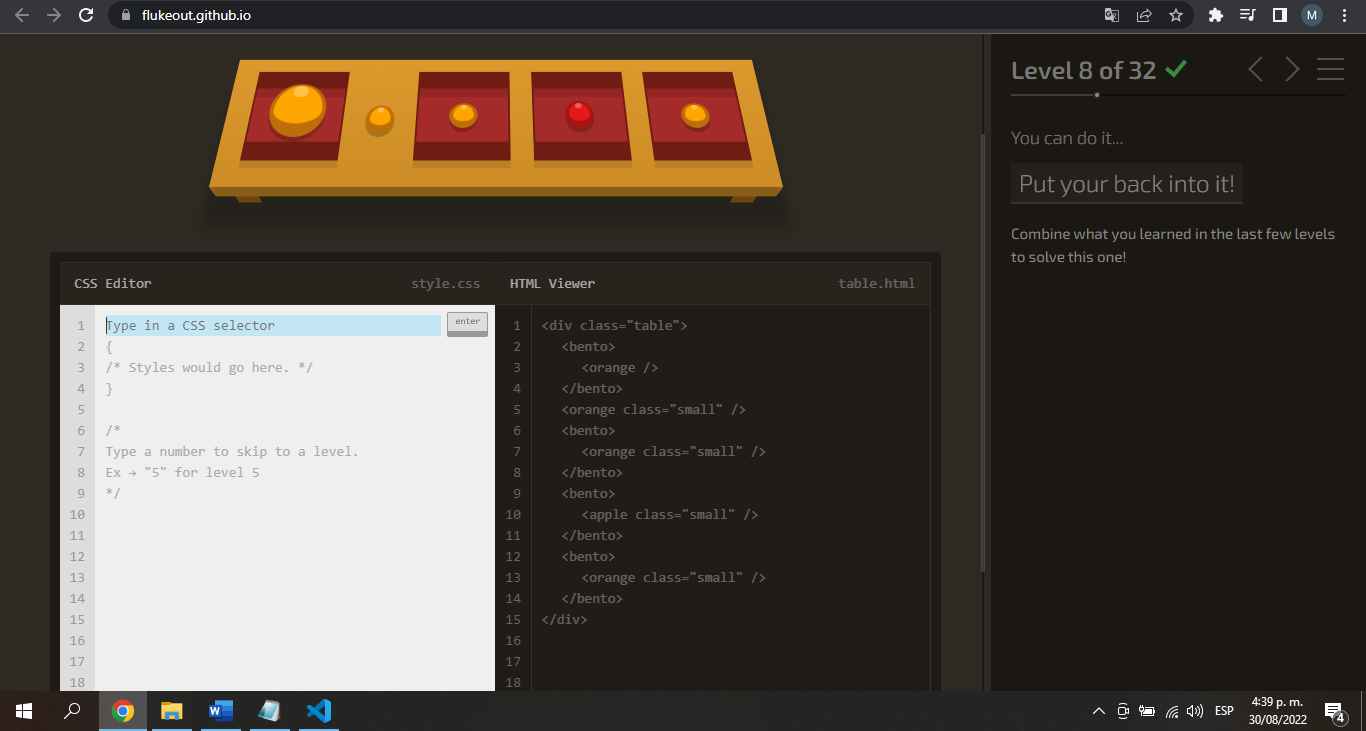 flukeout.github.io
M
Level 8 of 32
You can do it...
Put your back into it!
Combine what you learned in the last few levels
to solve this one!
CSS Editor
style.css
HTML Viewer
table.html
1 Type in a CSS selector
enter
2 {
3 /* Styles would go here. */
4 }
5
6 /*
7 Type a number to skip to a level.
8 Ex → "5" for level 5
9 */
10
11
12
13
14
15
16
17
18
1 <div class="table">
2 <bento>
3 <orange />
4 </bento>
5 <orange class="small" />
6 <bento>
7 <orange class="small" />
8 </bento>
9 <bento>
10 <apple class="small" />
11 </bento>
12 <bento>
13 <orange class="small" />
14 </bento>
15 </div>
16
17
18
W
ESP
4:39 p. m.
30/08/2022
4